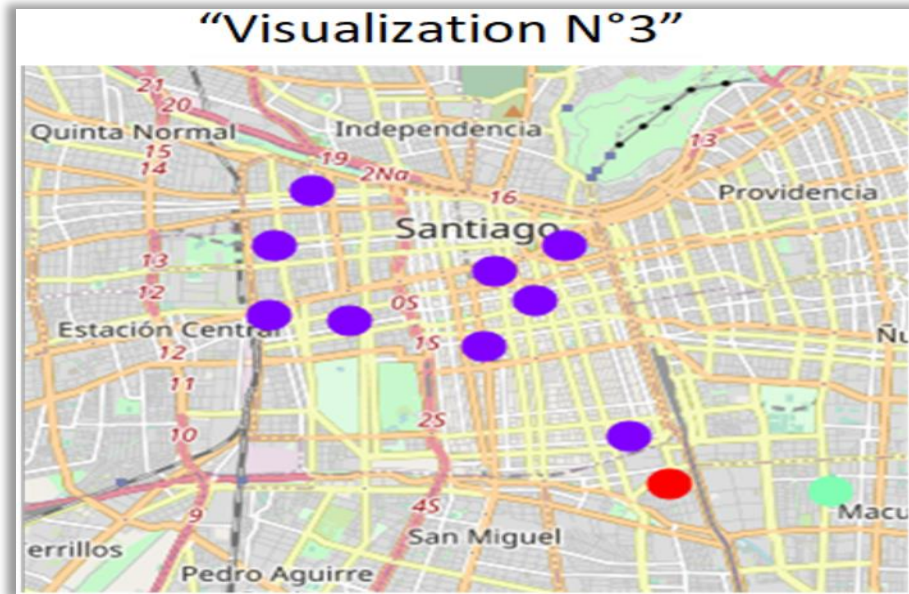 “Visualization N°3”
21
20
Quinta Normal
Independencia
15
14
19
2Na
13
16
Providencia
Santiago
13
12
0S
Estación Central
1S
Ñu
12
11
2S
10
4S
9
Macu
San Miguel
errillos
Pedro Aguirre